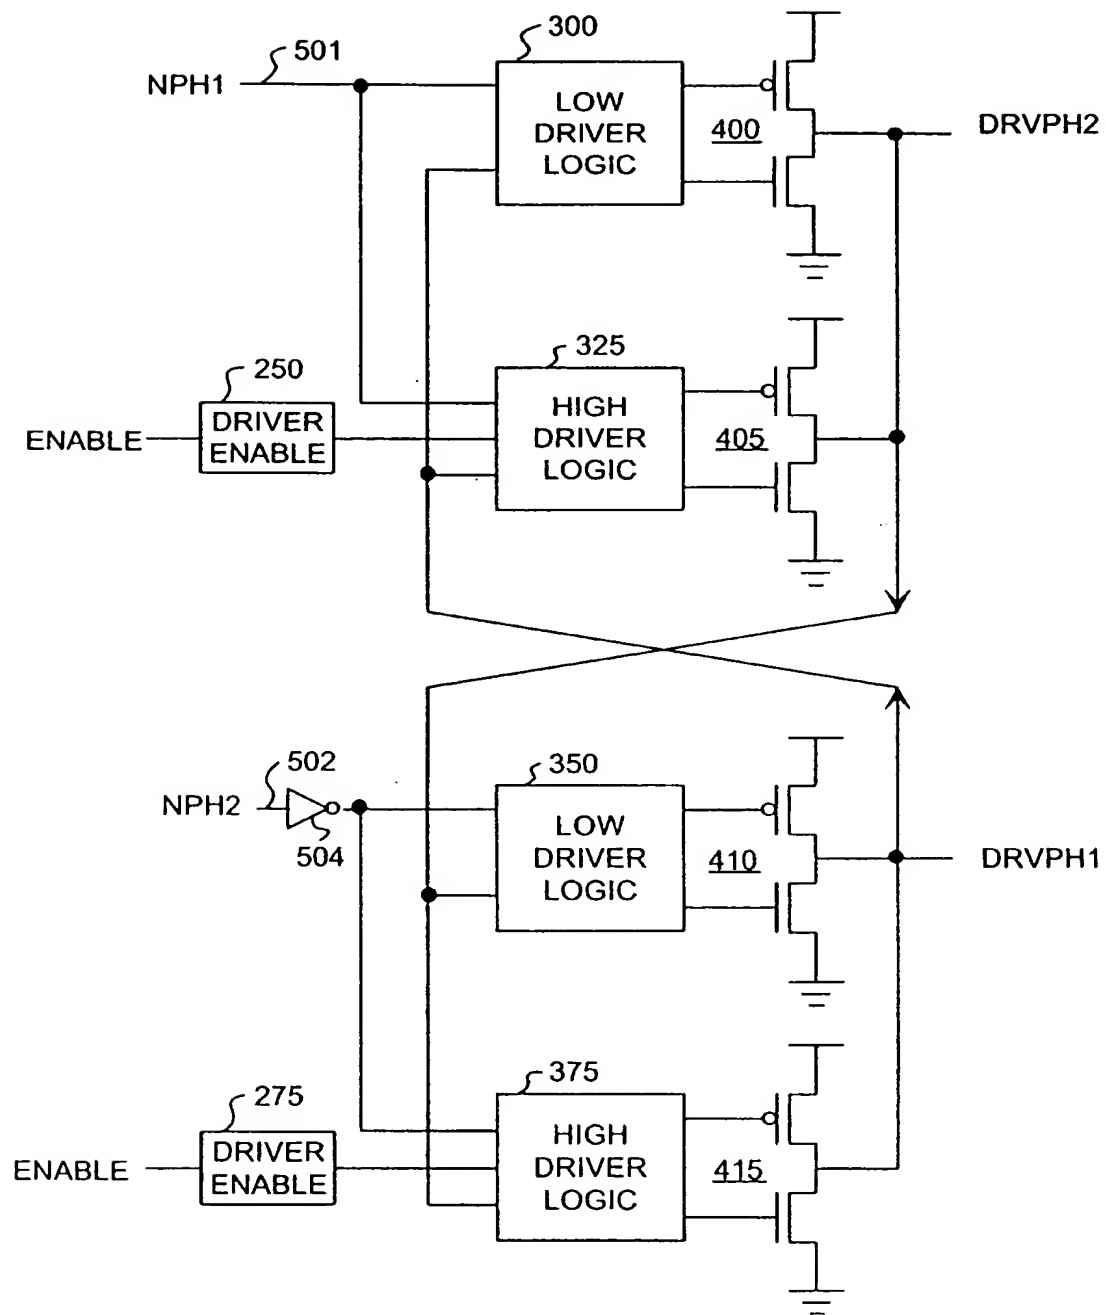 501
300
NPH1
LOW
DRIVER
LOGIC
400
DRVPH2
250
325
ENABLE
DRIVER
ENABLE
HIGH
DRIVER
LOGIC
405
502
350
NPH2
504
LOW
DRIVER
LOGIC
410
DRVPH1
275
375
ENABLE
DRIVER
ENABLE
HIGH
DRIVER
LOGIC
415